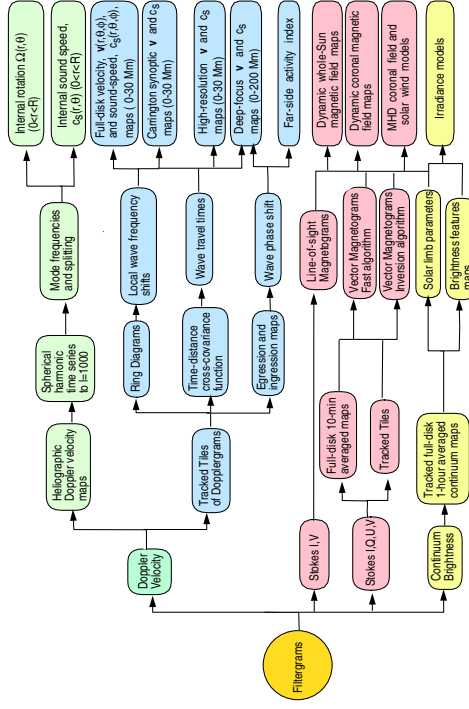 Filtergrams
Doppler
Velocity
Stokes I,V
Stokes I,Q,U,V
Continuum
Brightness
Heliographic
Doppler velocity
maps
Tracked Tiles
of Dopplergrams
Full-disk 10-min
averaged maps
Tracked Tiles
Tracked full-disk
1-hour averaged
continuum maps
Spherical
harmonic
time series
to l=1000
Ring Diagrams
Time-distance
cross-covariance
function
Egression and
ingression maps
Mode frequencies
and splitting
Local wave frequency
shifts
Wave travel times
Wave phase shift
Line-of-sight
Magnetograms
Vector Magnetograms
Fast algorithm
Vector Magnetograms
Inversion algorithm
Solar limb parameters
Brightness features
maps
Internal rotation Ω(r,θ)
(0<r<R)
Internal sound speed,
cs(r,θ) (0<r<R)
Full-disk velocity, v(r,θ,φ),
and sound-speed, cs(r,θ,φ),
maps ( 0-30 Mm)
Carrington synoptic v and cs
maps (0-30 Mm)
High-resolution v and cs
maps (0-30 Mm)
Deep-focus v and cs
maps (0-200 Mm)
Far-side activity index
Dynamic whole-Sun
magnetic field maps
Dynamic coronal magnetic
field maps
MHD coronal field and
solar wind models
Irradiance models